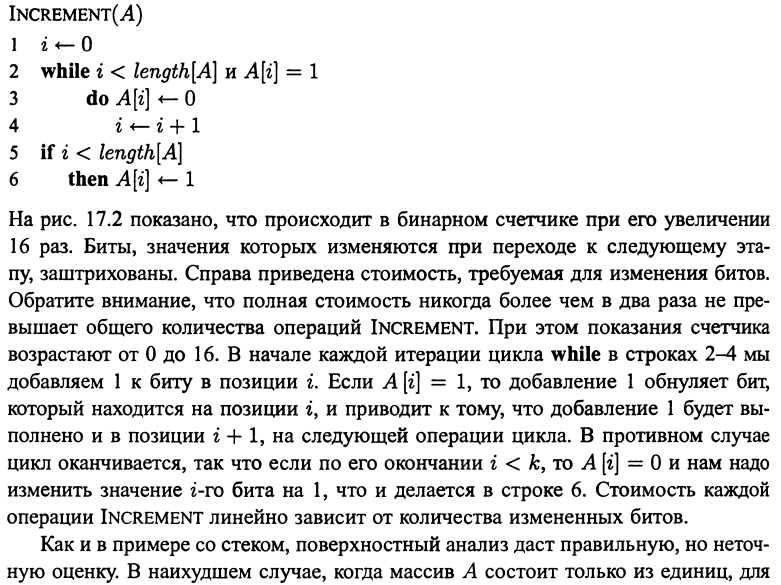 INCREMENT(A)
1 i ← 0
2 while i < length[A] и A[i] = 1
3 do A[i] ← 0
4 i ← i + 1
5 if i < length[A]
6 then A[i] ← 1
На рис. 17.2 показано, что происходит в бинарном счетчике при его увеличении
16 раз. Биты, значения которых изменяются при переходе к следующему эта-
пу, заштрихованы. Справа приведена стоимость, требуемая для изменения битов.
Обратите внимание, что полная стоимость никогда более чем в два раза не пре-
вышает общего количества операций INCREMENT. При этом показания счетчика
возрастают от 0 до 16. В начале каждой итерации цикла while в строках 2–4 мы
добавляем 1 к биту в позиции i. Если A [i] = 1, то добавление 1 обнуляет бит,
который находится на позиции i, и приводит к тому, что добавление 1 будет вы-
полнено и в позиции i + 1, на следующей операции цикла. В противном случае
цикл оканчивается, так что если по его окончании i < k, то A [i] = 0 и нам надо
изменить значение i-го бита на 1, что и делается в строке 6. Стоимость каждой
операции INCREMENT линейно зависит от количества измененных битов.
Как и в примере со стеком, поверхностный анализ даст правильную, но неточ-
ную оценку. В наихудшем случае, когда массив A состоит только из единиц, для